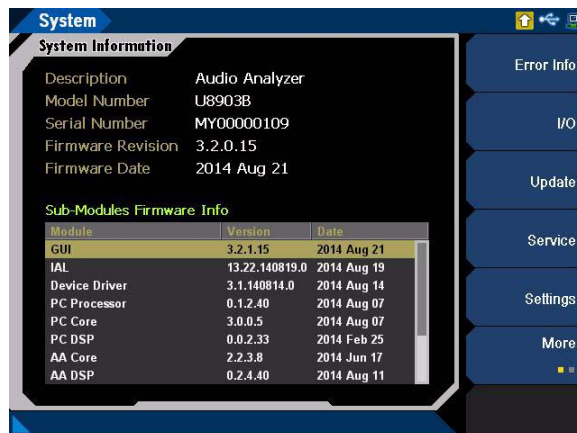 System
System Information
Description Audio Analyzer
Model Number U8903B
Serial Number MY00000109
Firmware Revision 3.2.0.15
Firmware Date 2014 Aug 21
Sub-Modules Firmware Info
Module Version Date
GUI 3.2.1.15 2014 Aug 21
IAL 13.22.140819.0 2014 Aug 19
Device Driver 3.1.140814.0 2014 Aug 14
PC Processor 0.1.2.40 2014 Aug 07
PC Core 3.0.0.5 2014 Aug 07
PC DSP 0.0.2.33 2014 Feb 25
AA Core 2.2.3.8 2014 Jun 17
AA DSP 0.2.4.40 2014 Aug 11
Error Info
I/O
Update
Service
Settings
More